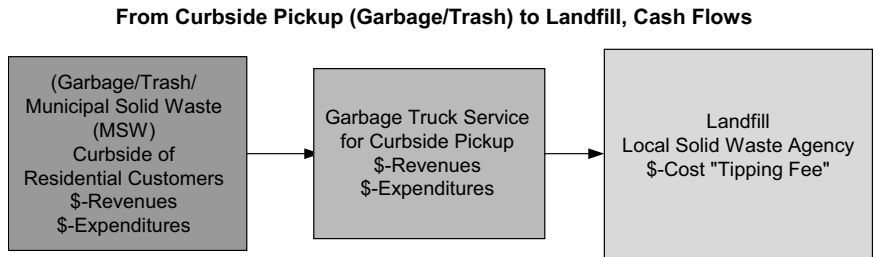 From Curbside Pickup (Garbage/Trash) to Landfill, Cash Flows
(Garbage/Trash/
Municipal Solid Waste
(MSW)
Curbside of
Residential Customers
$-Revenues
$-Expenditures
Garbage Truck Service
for Curbside Pickup
$-Revenues
$-Expenditures
Landfill
Local Solid Waste Agency
$-Cost "Tipping Fee"